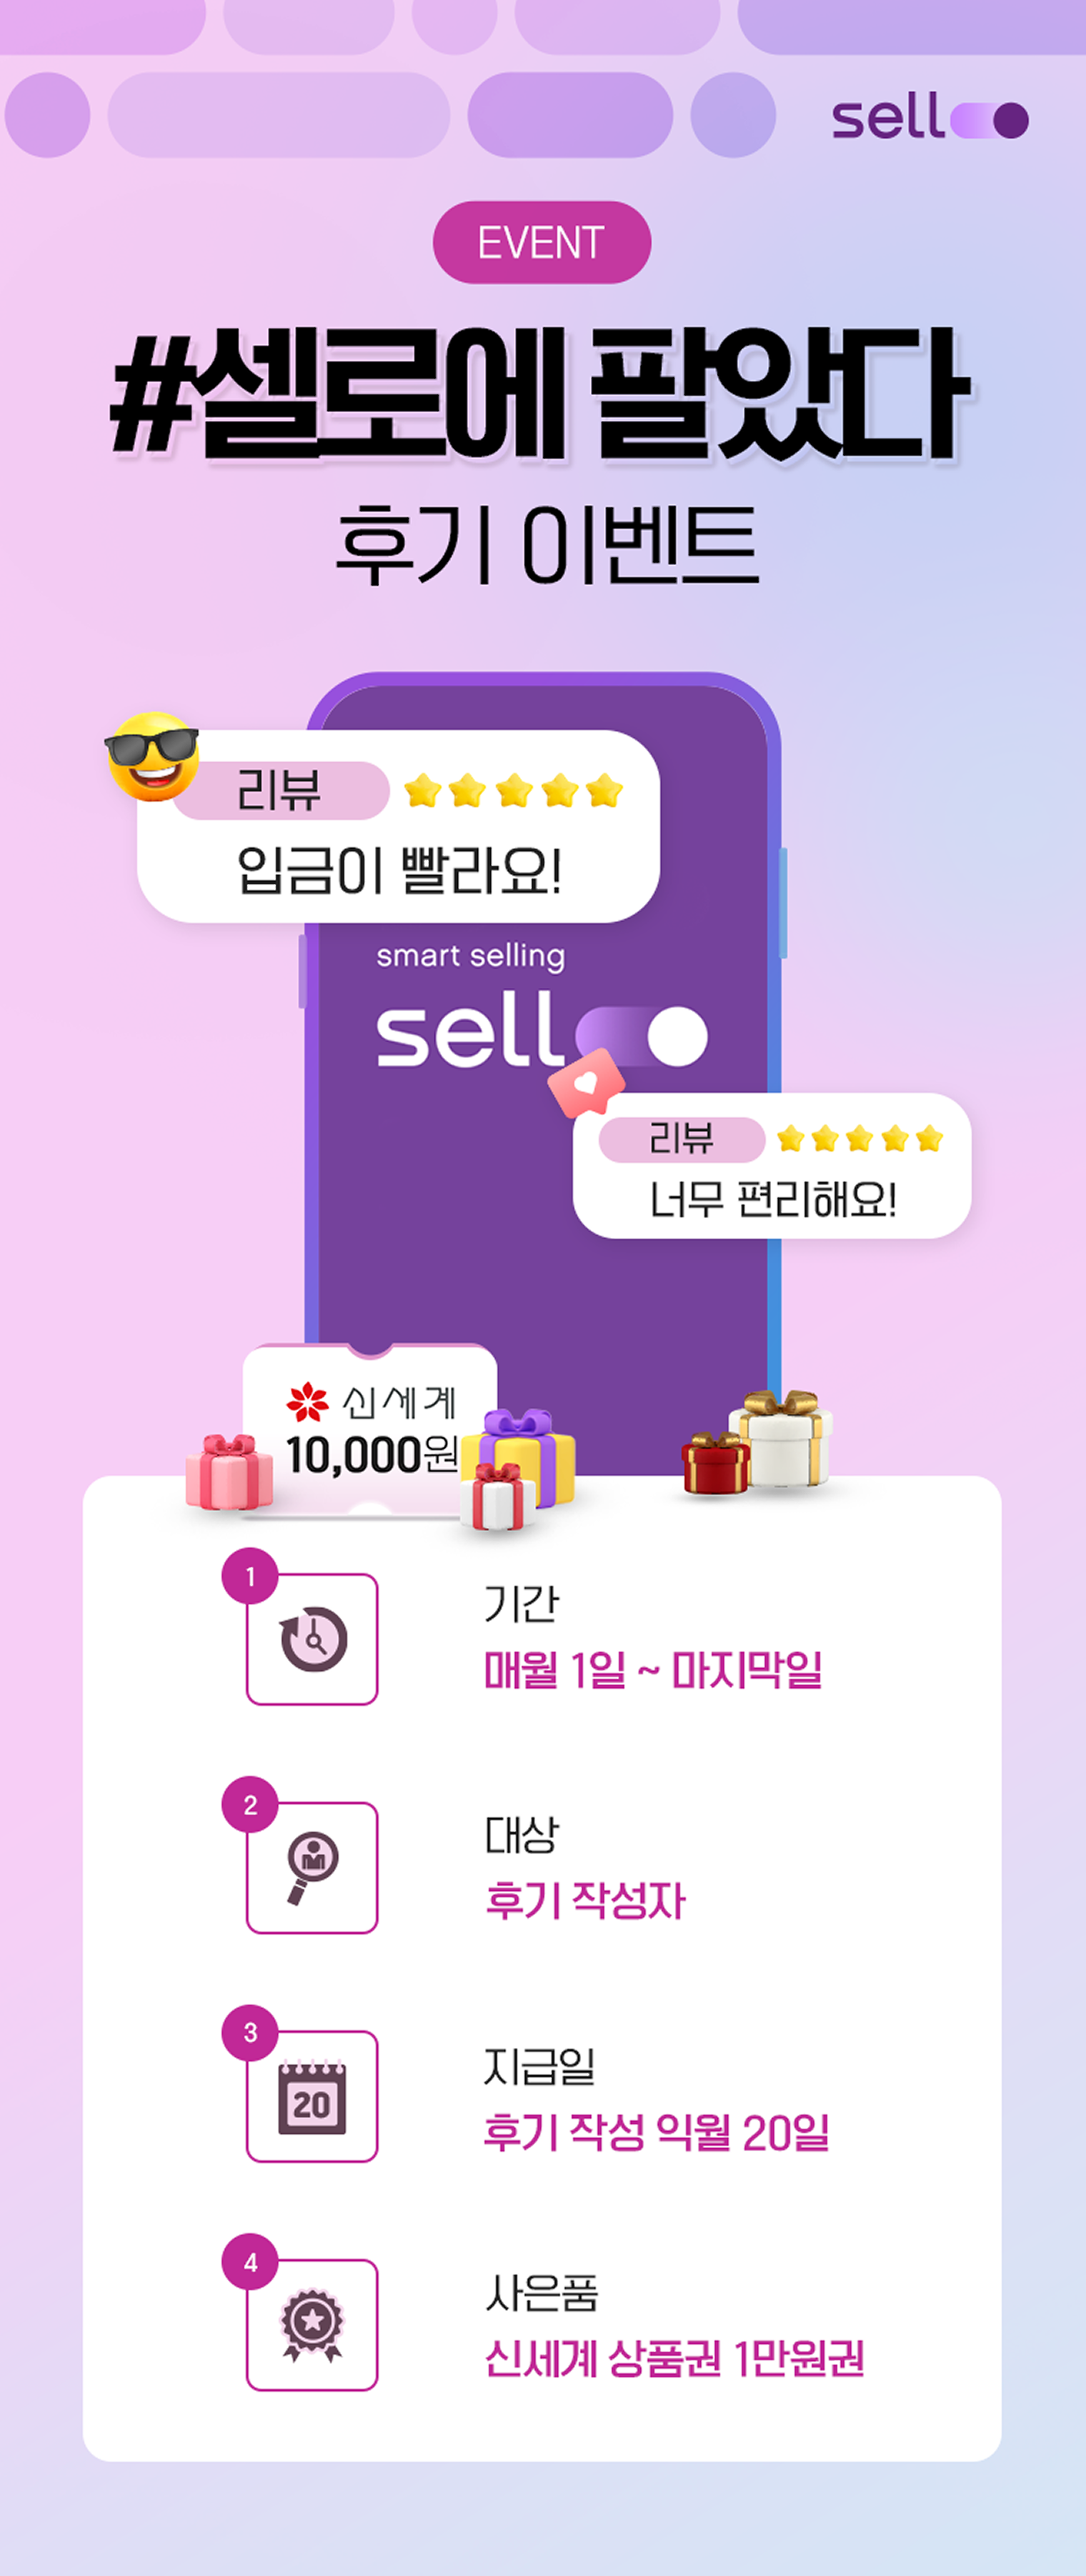 sello
EVENT
#셀로에 팔았다
후기 이벤트
리뷰
입금이 빨라요!
smart selling
sello
리뷰
너무 편리해요!
신세계
10,000원
1
기간
매월 1일 ~ 마지막일
2
대상
후기 작성자
3
20
지급일
후기 작성 익월 20일
4
사은품
신세계 상품권 1만원권